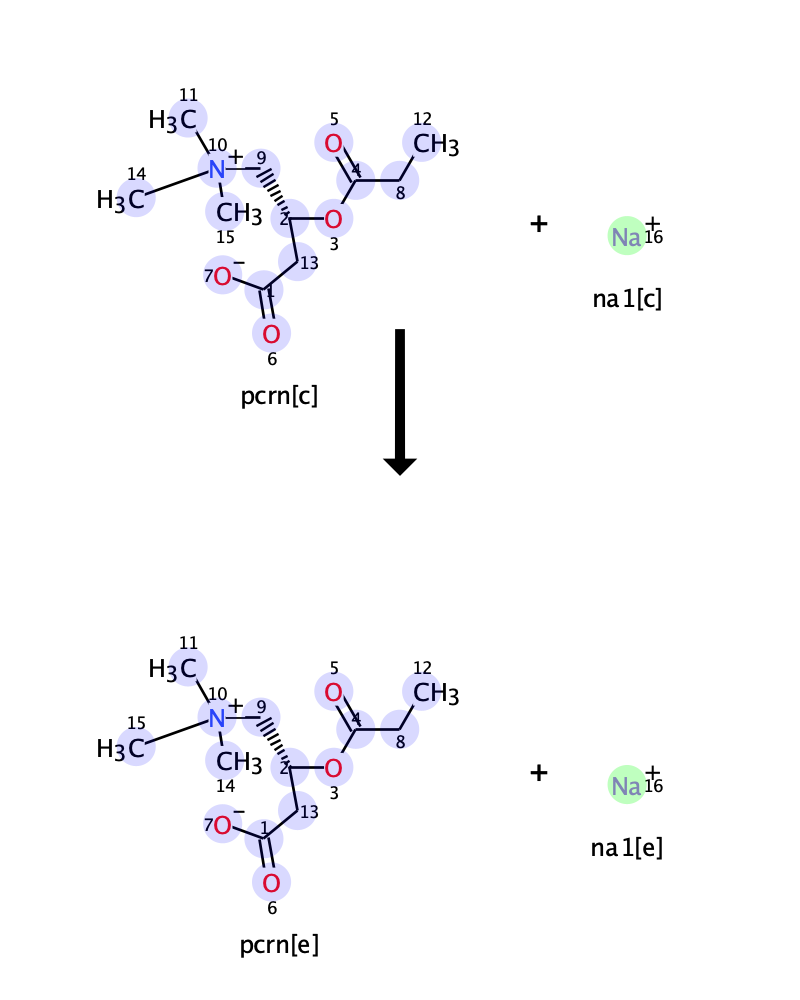 11
H3C
5
O
12
CH3
10
N+
9
4
8
14
H3C
CH3
15
2
O
3
+
Na+
16
7O−
13
1
na1[c]
O
6
pcrn[c]
11
H3C
5
O
12
CH3
10
N+
9
4
8
15
H3C
CH3
14
2
O
3
+
Na+
16
7O−
1
13
na1[e]
O
6
pcrn[e]